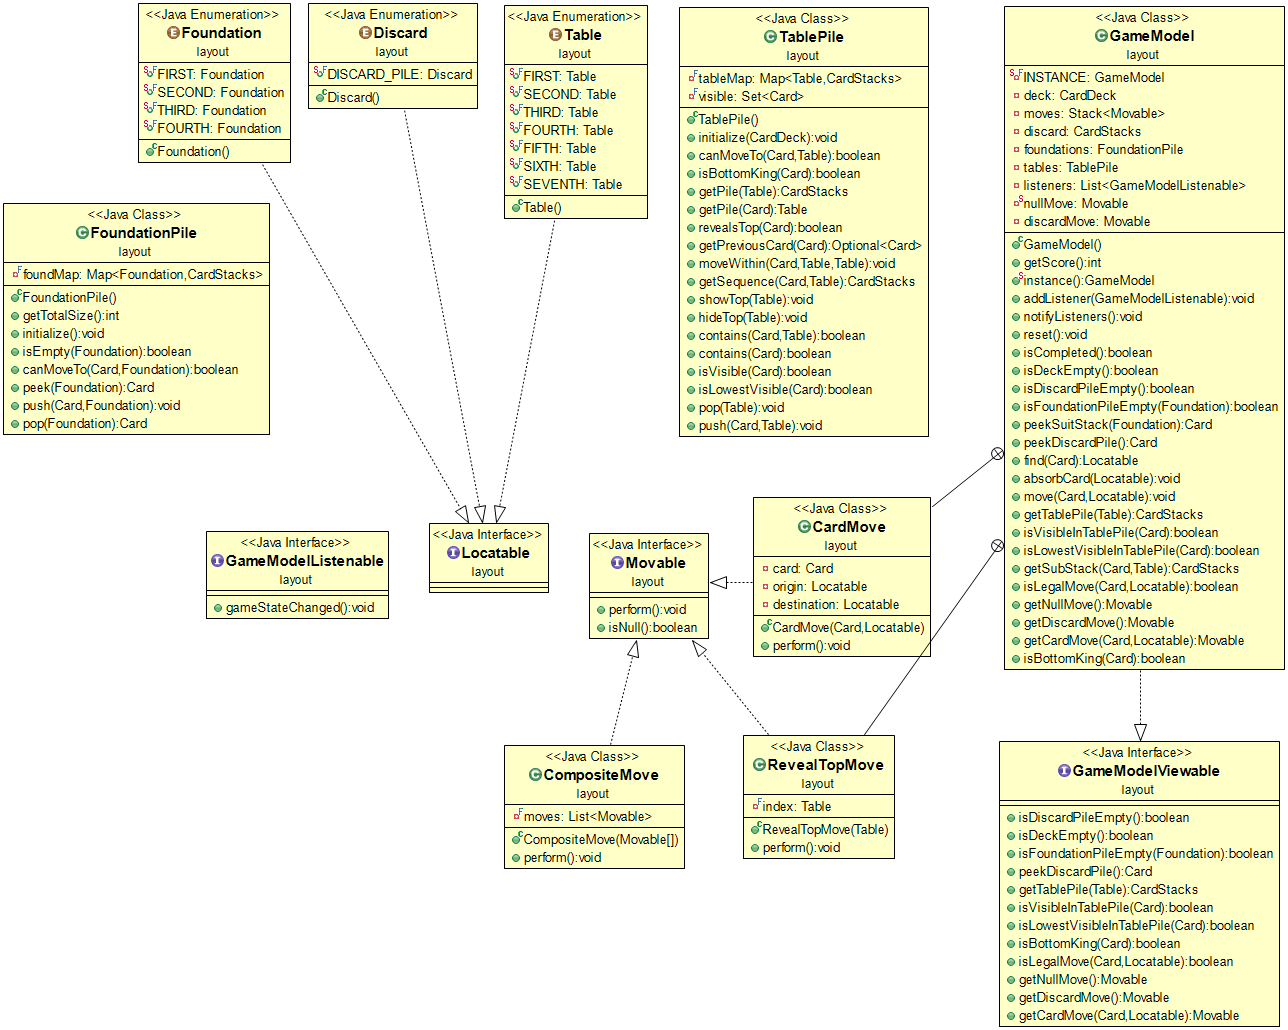 <<Java Enumeration>>
Foundation
layout
FIRST: Foundation
SECOND: Foundation
THIRD: Foundation
FOURTH: Foundation
Foundation()
<<Java Enumeration>>
Discard
layout
DISCARD_PILE: Discard
Discard()
<<Java Enumeration>>
Table
layout
FIRST: Table
SECOND: Table
THIRD: Table
FOURTH: Table
FIFTH: Table
SIXTH: Table
SEVENTH: Table
Table()
<<Java Class>>
TablePile
layout
tableMap: Map<Table,CardStacks>
visible: Set<Card>
TablePile()
initialize(CardDeck):void
canMoveTo(Card,Table):boolean
isBottomKing(Card):boolean
getPile(Table):CardStacks
getPile(Card):Table
revealsTop(Card):boolean
getPreviousCard(Card):Optional<Card>
moveWithin(Card,Table,Table):void
getSequence(Card,Table):CardStacks
showTop(Table):void
hideTop(Table):void
contains(Card,Table):boolean
contains(Card):boolean
isVisible(Card):boolean
isLowestVisible(Card):boolean
pop(Table):void
push(Card,Table):void
<<Java Class>>
GameModel
layout
INSTANCE: GameModel
deck: CardDeck
moves: Stack<Movable>
discard: CardStacks
foundations: FoundationPile
tables: TablePile
listeners: List<GameModelListenable>
nullMove: Movable
discardMove: Movable
GameModel()
getScore():int
instance():GameModel
addListener(GameModelListenable):void
notifyListeners():void
reset():void
isCompleted():boolean
isDeckEmpty():boolean
isDiscardPileEmpty():boolean
isFoundationPileEmpty(Foundation):boolean
peekSuitStack(Foundation):Card
peekDiscardPile():Card
find(Card):Locatable
absorbCard(Locatable):void
move(Card,Locatable):void
getTablePile(Table):CardStacks
isVisibleInTablePile(Card):boolean
isLowestVisibleInTablePile(Card):boolean
getSubStack(Card,Table):CardStacks
isLegalMove(Card,Locatable):boolean
getNullMove():Movable
getDiscardMove():Movable
getCardMove(Card,Locatable):Movable
isBottomKing(Card):boolean
<<Java Class>>
FoundationPile
layout
foundMap: Map<Foundation,CardStacks>
FoundationPile()
getTotalSize():int
initialize():void
isEmpty(Foundation):boolean
canMoveTo(Card,Foundation):boolean
peek(Foundation):Card
push(Card,Foundation):void
pop(Foundation):Card
<<Java Interface>>
GameModelListenable
layout
gameStateChanged():void
<<Java Interface>>
Locatable
layout
<<Java Interface>>
Movable
layout
perform():void
isNull():boolean
<<Java Class>>
CardMove
layout
card: Card
origin: Locatable
destination: Locatable
CardMove(Card,Locatable)
perform():void
<<Java Class>>
CompositeMove
layout
moves: List<Movable>
CompositeMove(Movable[])
perform():void
<<Java Class>>
RevealTopMove
layout
index: Table
RevealTopMove(Table)
perform():void
<<Java Interface>>
GameModelViewable
layout
isDiscardPileEmpty():boolean
isDeckEmpty():boolean
isFoundationPileEmpty(Foundation):boolean
peekDiscardPile():Card
getTablePile(Table):CardStacks
isVisibleInTablePile(Card):boolean
isLowestVisibleInTablePile(Card):boolean
isBottomKing(Card):boolean
isLegalMove(Card,Locatable):boolean
getNullMove():Movable
getDiscardMove():Movable
getCardMove(Card,Locatable):Movable